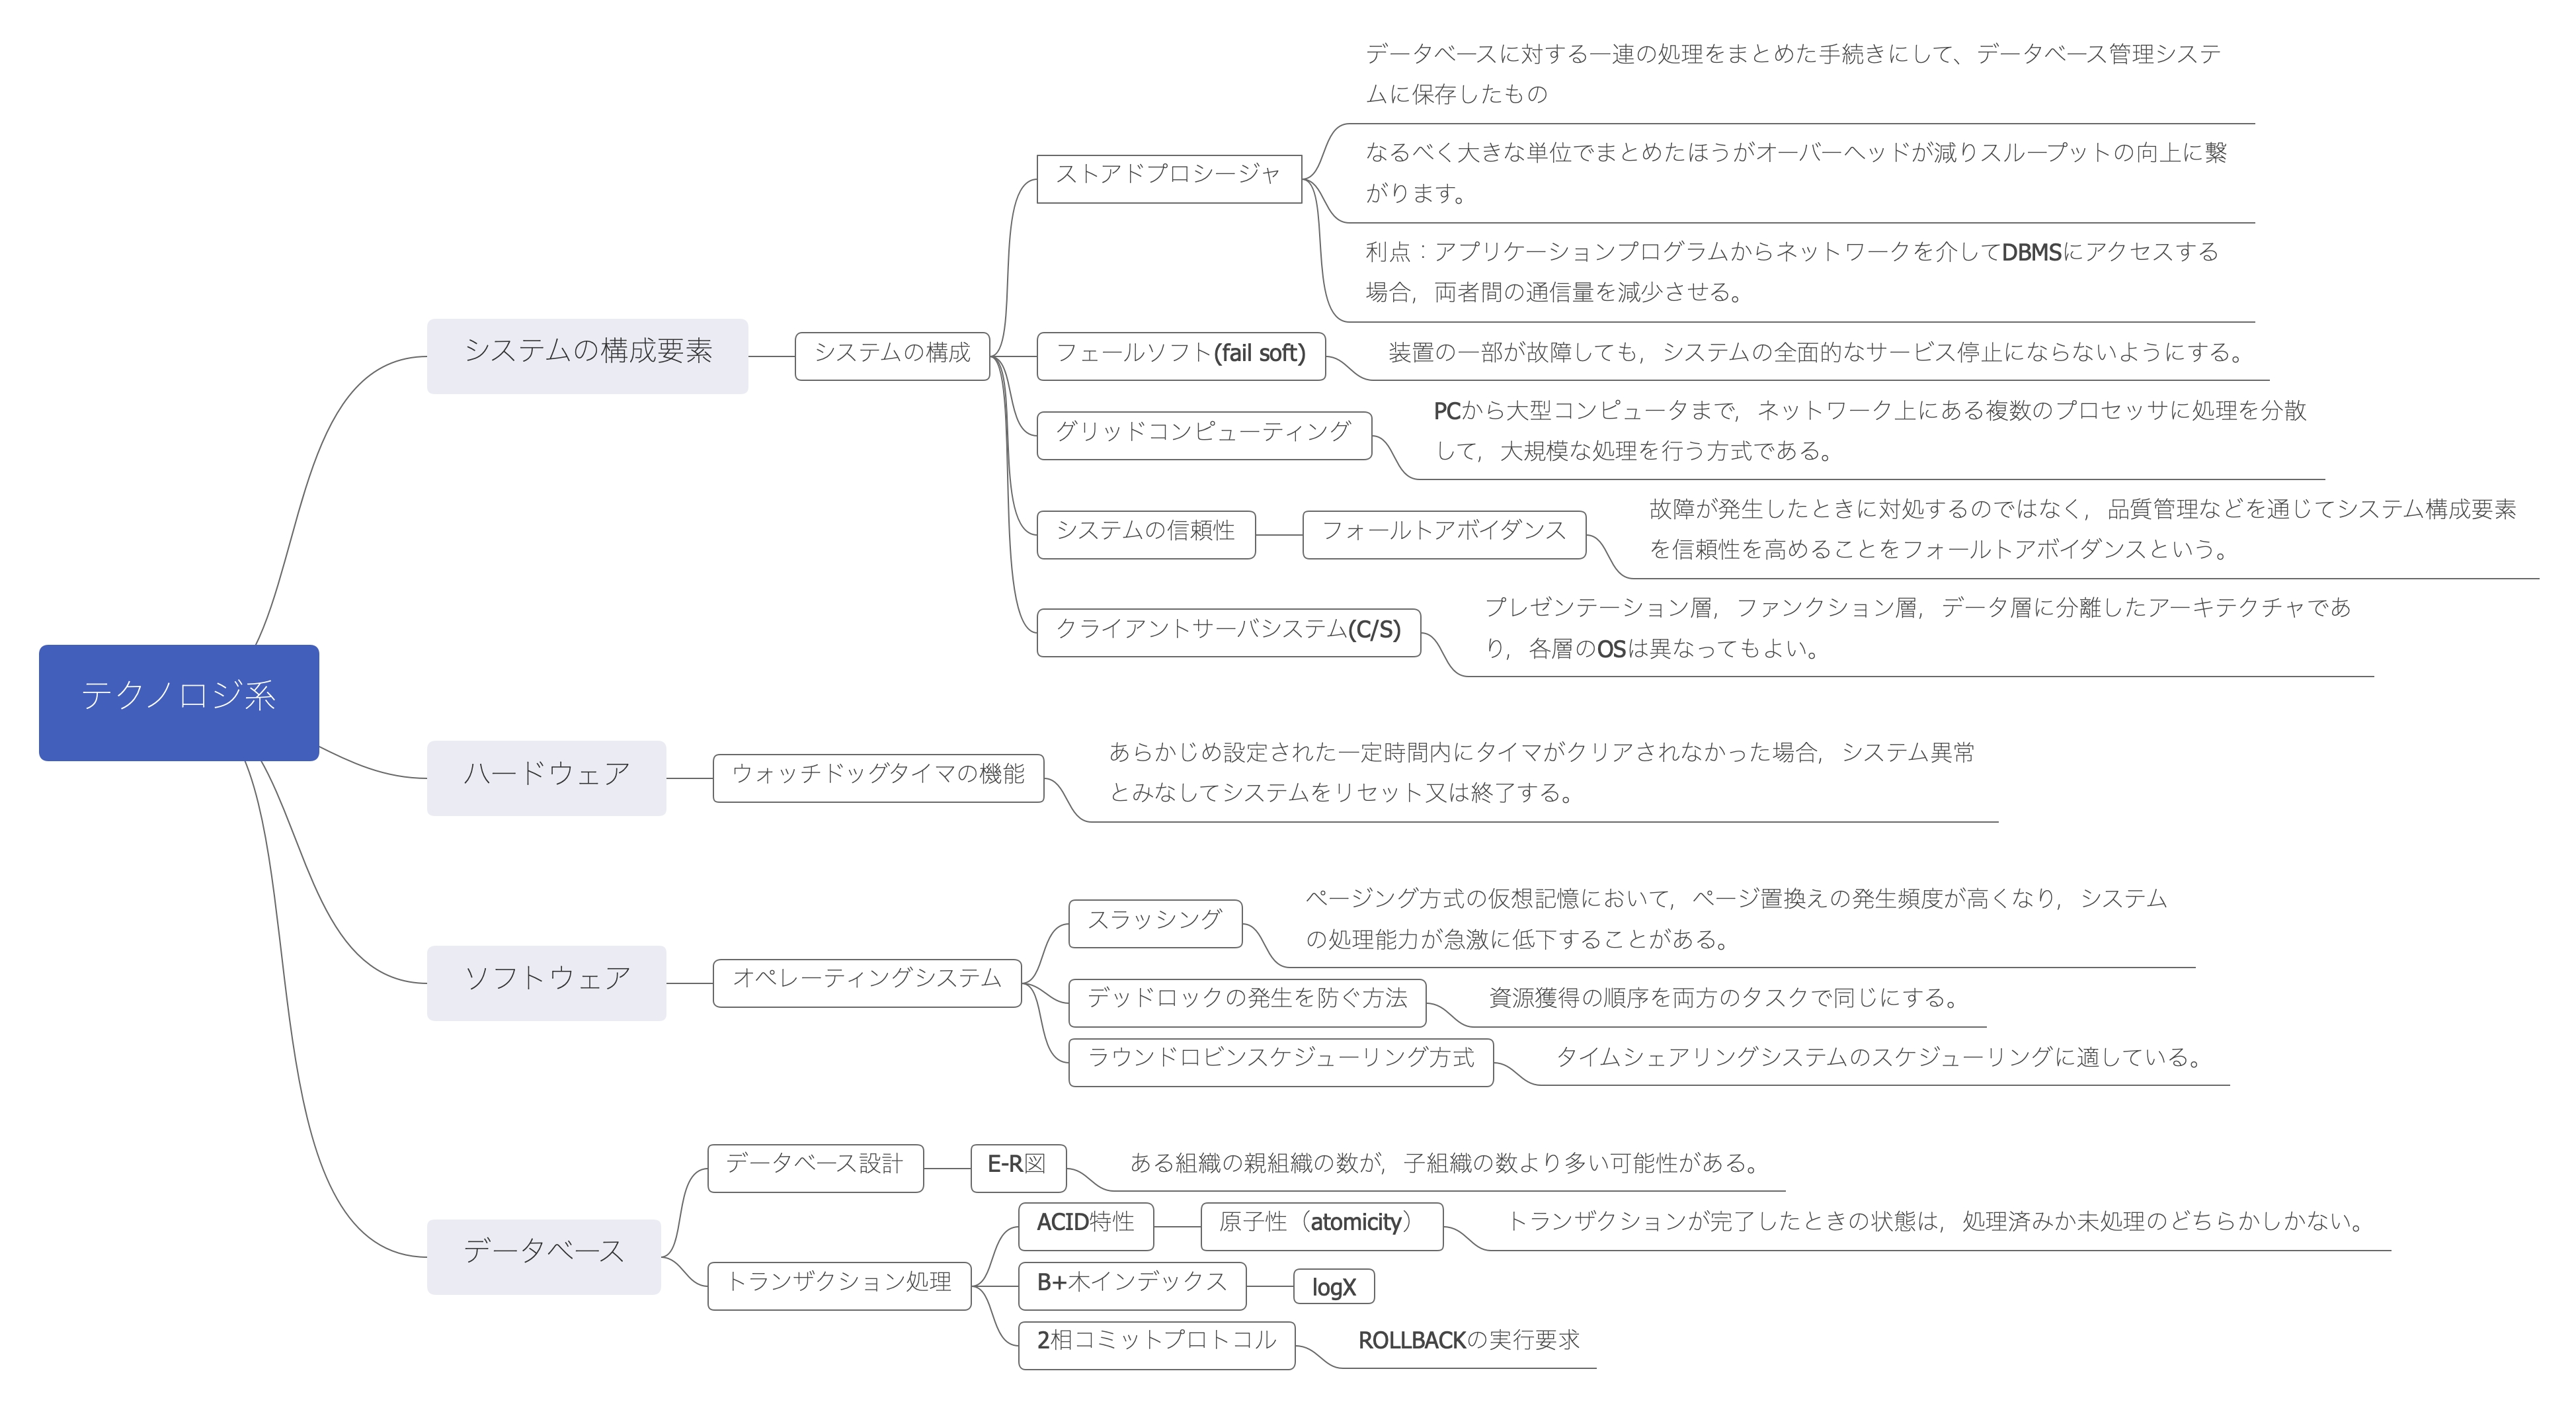 テクノロジ系
システムの構成要素
システムの構成
ストアドプロシージャ
データベースに対する一連の処理をまとめた手続きにして、データベース管理システ
ムに保存したもの
なるべく大きな単位でまとめたほうがオーバーヘッドが減りスループットの向上に繋
がります。
利点：アプリケーションプログラムからネットワークを介してDBMSにアクセスする
場合，両者間の通信量を減少させる。
フェールソフト(fail soft)
装置の一部が故障しても，システムの全面的なサービス停止にならないようにする。
グリッドコンピューティング
PCから大型コンピュータまで，ネットワーク上にある複数のプロセッサに処理を分散
して，大規模な処理を行う方式である。
システムの信頼性
フォールトアボイダンス
故障が発生したときに対処するのではなく，品質管理などを通じてシステム構成要素
を信頼性を高めることをフォールトアボイダンスという。
クライアントサーバシステム(C/S)
プレゼンテーション層，ファンクション層，データ層に分離したアーキテクチャであ
り，各層のOSは異なってもよい。
ハードウェア
ウォッチドッグタイマの機能
あらかじめ設定された一定時間内にタイマがクリアされなかった場合，システム異常
とみなしてシステムをリセット又は終了する。
ソフトウェア
オペレーティングシステム
スラッシング
ページング方式の仮想記憶において，ページ置換えの発生頻度が高くなり，システム
の処理能力が急激に低下することがある。
デッドロックの発生を防ぐ方法
資源獲得の順序を両方のタスクで同じにする。
ラウンドロビンスケジューリング方式
タイムシェアリングシステムのスケジューリングに適している。
データベース
データベース設計
E-R図
ある組織の親組織の数が，子組織の数より多い可能性がある。
トランザクション処理
ACID特性
原子性（atomicity）
トランザクションが完了したときの状態は，処理済みか未処理のどちらかしかない。
B+木インデックス
logX
2相コミットプロトコル
ROLLBACKの実行要求